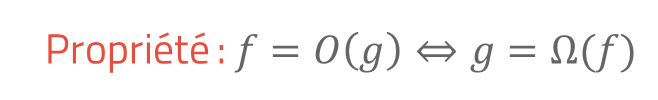 Propriété : f = O(g) ⇔ g = Ω(f)